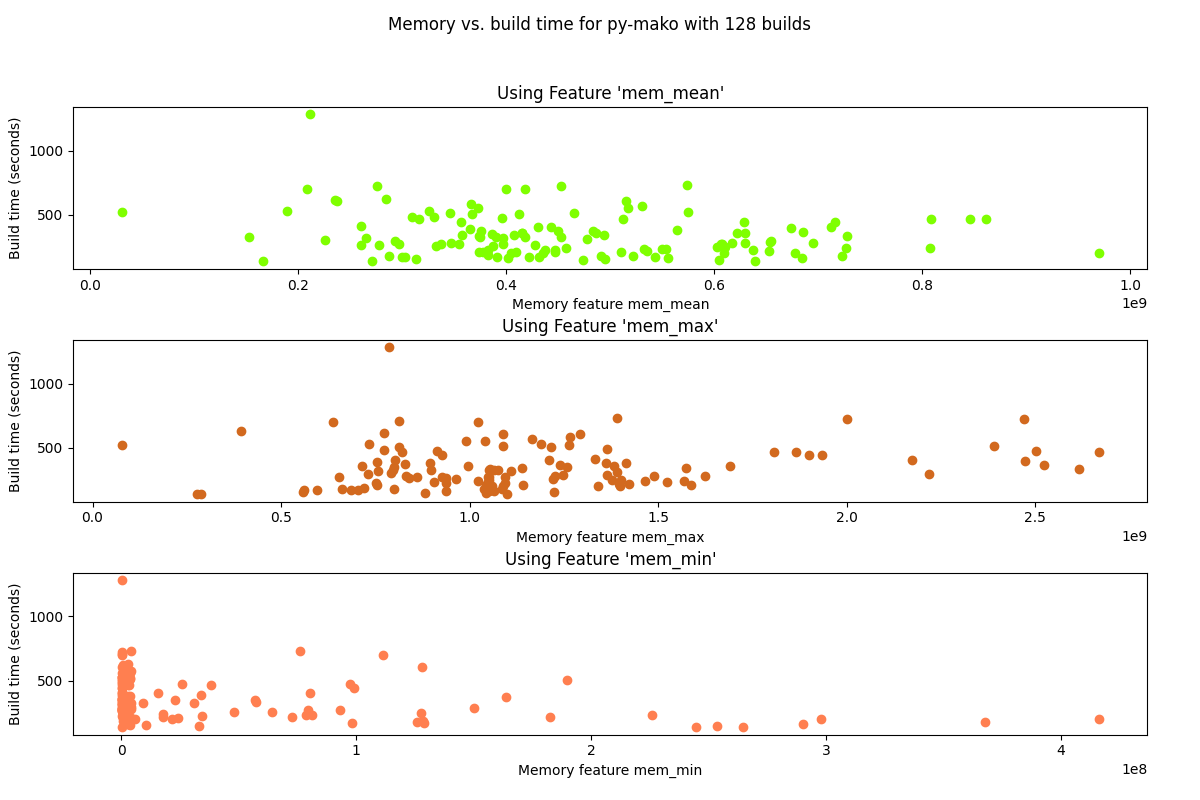 Memory vs. build time for py-mako with 128 builds
Using Feature 'mem_mean'
Build time (seconds)
1000
500
0.0 0.2 0.4 0.6 0.8 1.0
1e9
Memory feature mem_mean
Using Feature 'mem_max'
Build time (seconds)
1000
500
0.0 0.5 1.0 1.5 2.0 2.5
1e9
Memory feature mem_max
Using Feature 'mem_min'
Build time (seconds)
1000
500
0 1 2 3 4
1e8
Memory feature mem_min